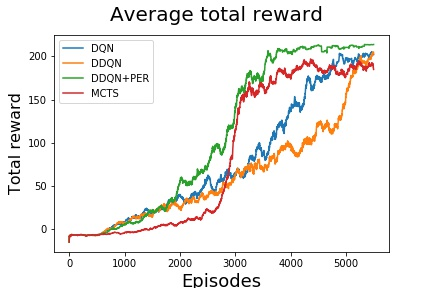 Average total reward
Total reward
200
150
100
50
0
DQN
DDQN
DDQN+PER
MCTS
0 1000 2000 3000 4000 5000
Episodes